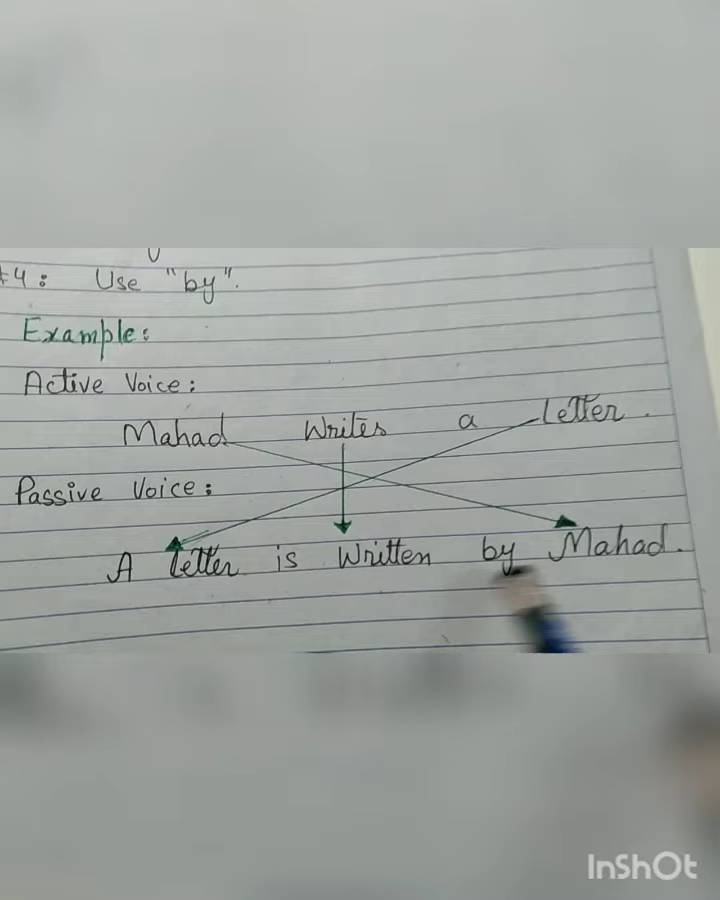 #4: Use "by".
Example:
Active Voice:
Mahad Writes a letter.
Passive Voice:
A letter is Written by Mahad.
InShOt